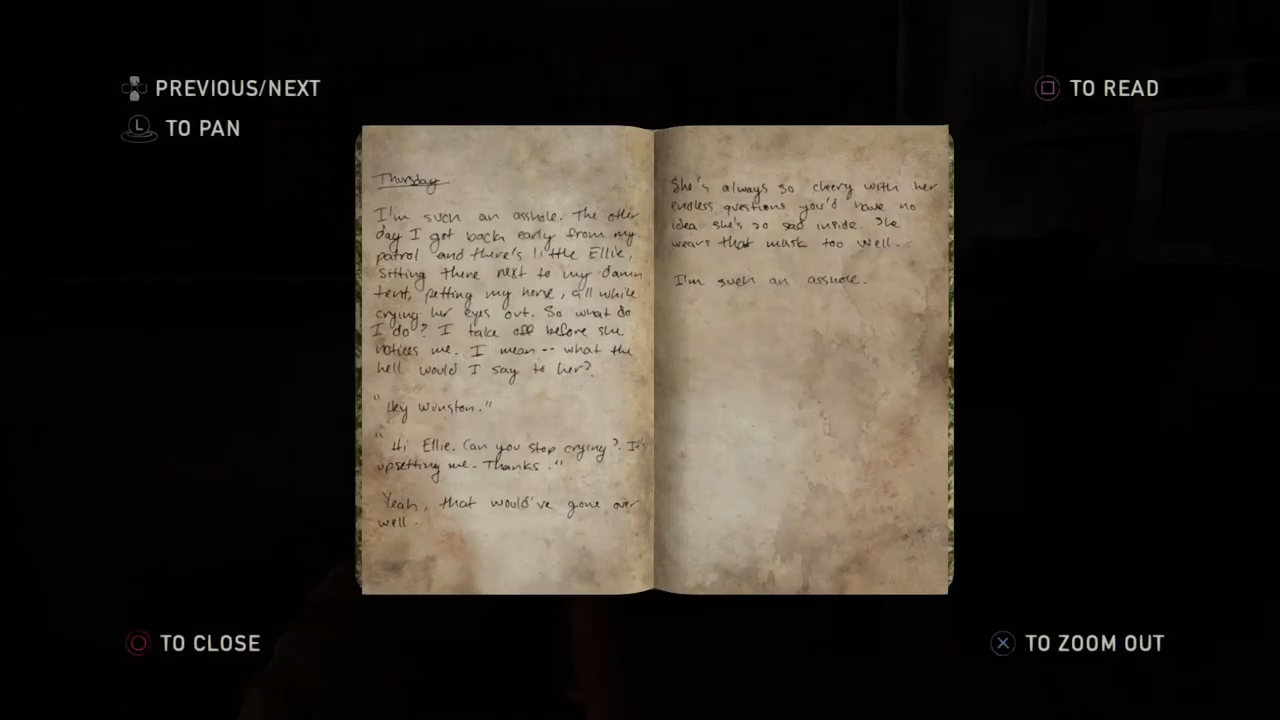 PREVIOUS/NEXT
L TO PAN
TO READ
Thursday
I'm such an asshole. The other
day I got back early from my
patrol and there's little Ellie,
sitting there next to my damn
tent, petting my horse, all while
crying her eyes out. So what do
I do? I take off before she
notices me. I mean -- what the
hell would I say to her?
"Hey Winston."
"Hi Ellie. Can you stop crying? It's
upsetting me. Thanks."
Yeah, that would've gone over
well.
She's always so cheery with her
endless questions you'd have no
idea she's so sad inside. She
wears that mask too well.
I'm such an asshole.
TO CLOSE
TO ZOOM OUT